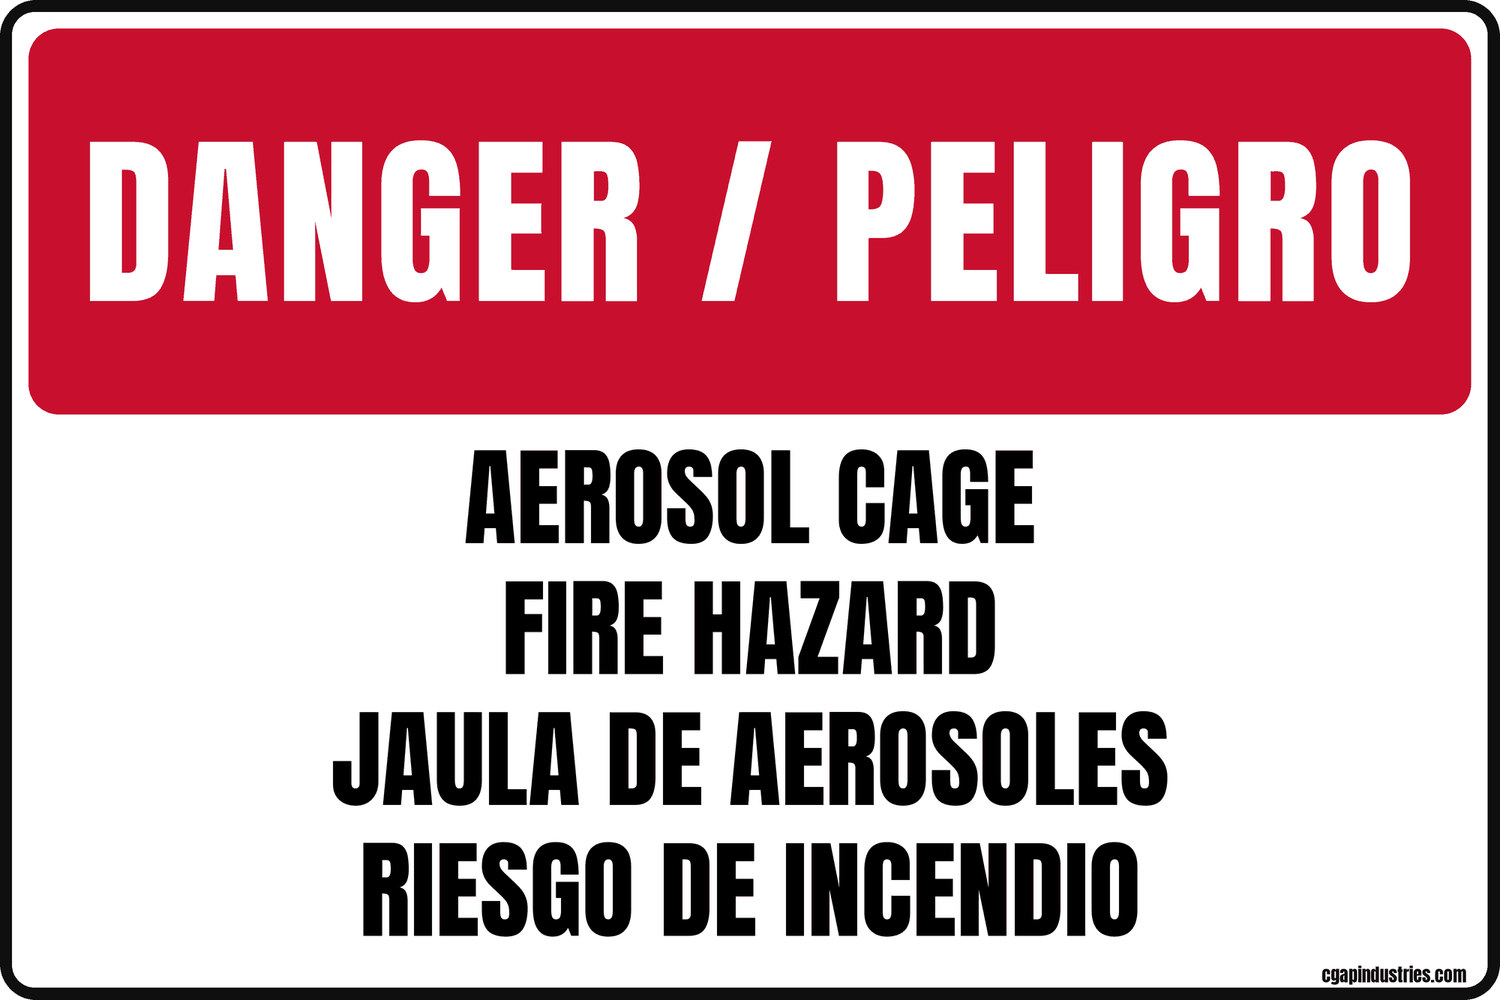 DANGER / PELIGRO
AEROSOL CAGE
FIRE HAZARD
JAULA DE AEROSOLES
RIESGO DE INCENDIO
cgapindustries.com